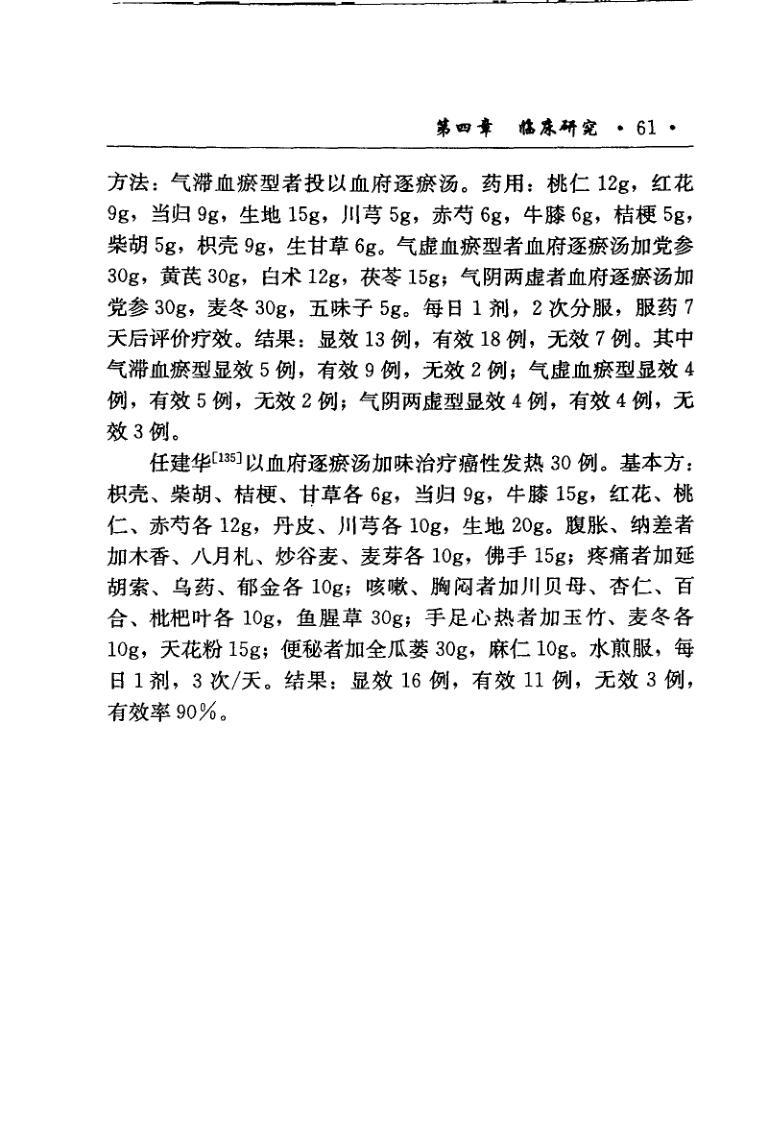 第四章　临床研究 · 61 ·
方法：气滞血瘀型者投以血府逐瘀汤。药用：桃仁 12g，红花
9g，当归 9g，生地 15g，川芎 5g，赤芍 6g，牛膝 6g，桔梗 5g，
柴胡 5g，枳壳 9g，生甘草 6g。气虚血瘀型者血府逐瘀汤加党参
30g，黄芪 30g，白术 12g，茯苓 15g；气阴两虚者血府逐瘀汤加
党参 30g，麦冬 30g，五味子 5g。每日 1 剂，2 次分服，服药 7
天后评价疗效。结果：显效 13 例，有效 18 例，无效 7 例。其中
气滞血瘀型显效 5 例，有效 9 例，无效 2 例；气虚血瘀型显效 4
例，有效 5 例，无效 2 例；气阴两虚型显效 4 例，有效 4 例，无
效 3 例。
任建华[135]以血府逐瘀汤加味治疗癌性发热 30 例。基本方：
枳壳、柴胡、桔梗、甘草各 6g，当归 9g，牛膝 15g，红花、桃
仁、赤芍各 12g，丹皮、川芎各 10g，生地 20g。腹胀、纳差者
加木香、八月札、炒谷麦、麦芽各 10g，佛手 15g；疼痛者加延
胡索、乌药、郁金各 10g；咳嗽、胸闷者加川贝母、杏仁、百
合、枇杷叶各 10g，鱼腥草 30g；手足心热者加玉竹、麦冬各
10g，天花粉 15g；便秘者加全瓜蒌 30g，麻仁 10g。水煎服，每
日 1 剂，3 次/天。结果：显效 16 例，有效 11 例，无效 3 例，
有效率 90%。